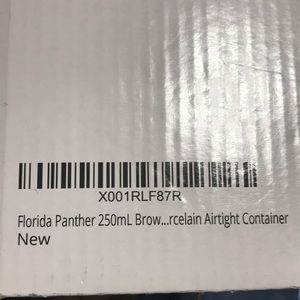 X001RLF87R
Florida Panther 250mL Brow...rcelain Airtight Container
New